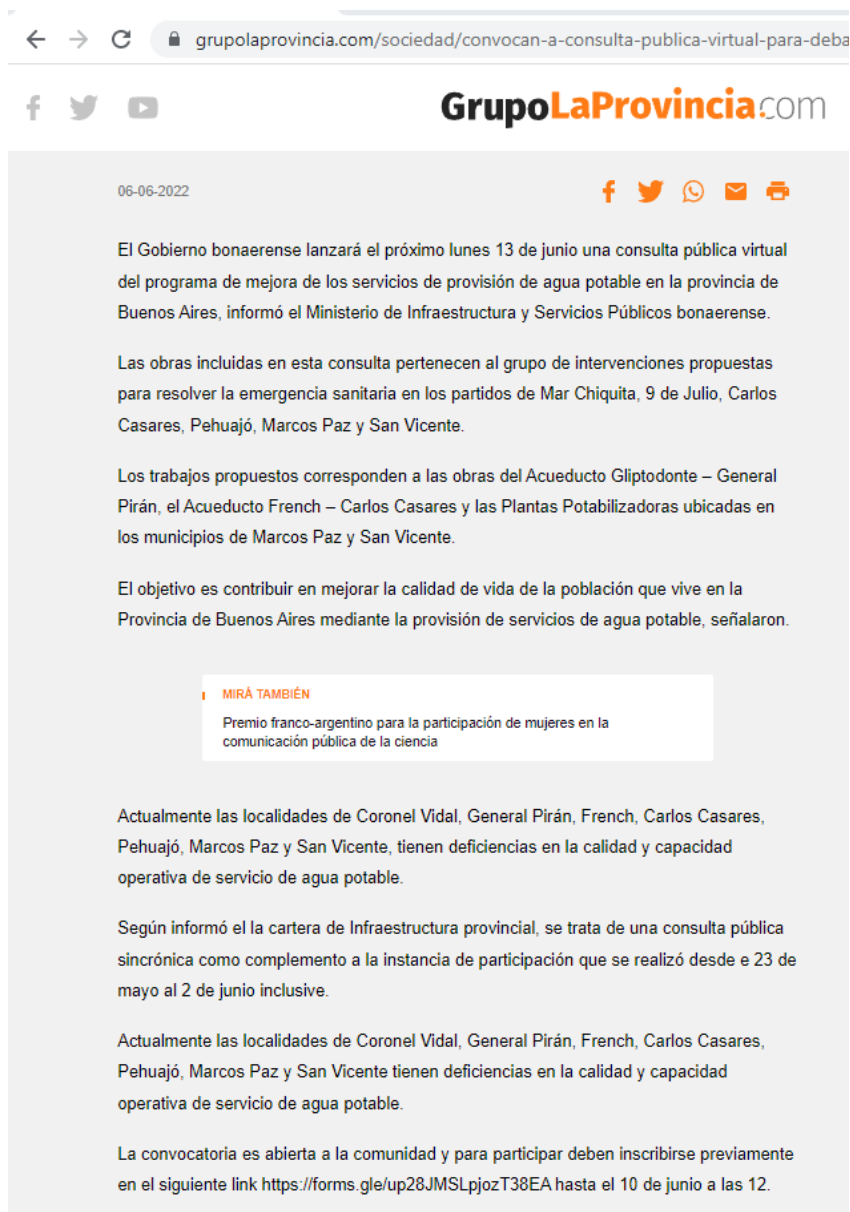 grupolaprovincia.com/sociedad/convocan-a-consulta-publica-virtual-para-deba
GrupoLaProvincia.com
06-06-2022
El Gobierno bonaerense lanzará el próximo lunes 13 de junio una consulta pública virtual
del programa de mejora de los servicios de provisión de agua potable en la provincia de
Buenos Aires, informó el Ministerio de Infraestructura y Servicios Públicos bonaerense.
Las obras incluidas en esta consulta pertenecen al grupo de intervenciones propuestas
para resolver la emergencia sanitaria en los partidos de Mar Chiquita, 9 de Julio, Carlos
Casares, Pehuajó, Marcos Paz y San Vicente.
Los trabajos propuestos corresponden a las obras del Acueducto Gliptodonte – General
Pirán, el Acueducto French – Carlos Casares y las Plantas Potabilizadoras ubicadas en
los municipios de Marcos Paz y San Vicente.
El objetivo es contribuir en mejorar la calidad de vida de la población que vive en la
Provincia de Buenos Aires mediante la provisión de servicios de agua potable, señalaron.
MIRÁ TAMBIÉN
Premio franco-argentino para la participación de mujeres en la
comunicación pública de la ciencia
Actualmente las localidades de Coronel Vidal, General Pirán, French, Carlos Casares,
Pehuajó, Marcos Paz y San Vicente, tienen deficiencias en la calidad y capacidad
operativa de servicio de agua potable.
Según informó el la cartera de Infraestructura provincial, se trata de una consulta pública
sincrónica como complemento a la instancia de participación que se realizó desde e 23 de
mayo al 2 de junio inclusive.
Actualmente las localidades de Coronel Vidal, General Pirán, French, Carlos Casares,
Pehuajó, Marcos Paz y San Vicente tienen deficiencias en la calidad y capacidad
operativa de servicio de agua potable.
La convocatoria es abierta a la comunidad y para participar deben inscribirse previamente
en el siguiente link https://forms.gle/up28JMSLpjozT38EA hasta el 10 de junio a las 12.